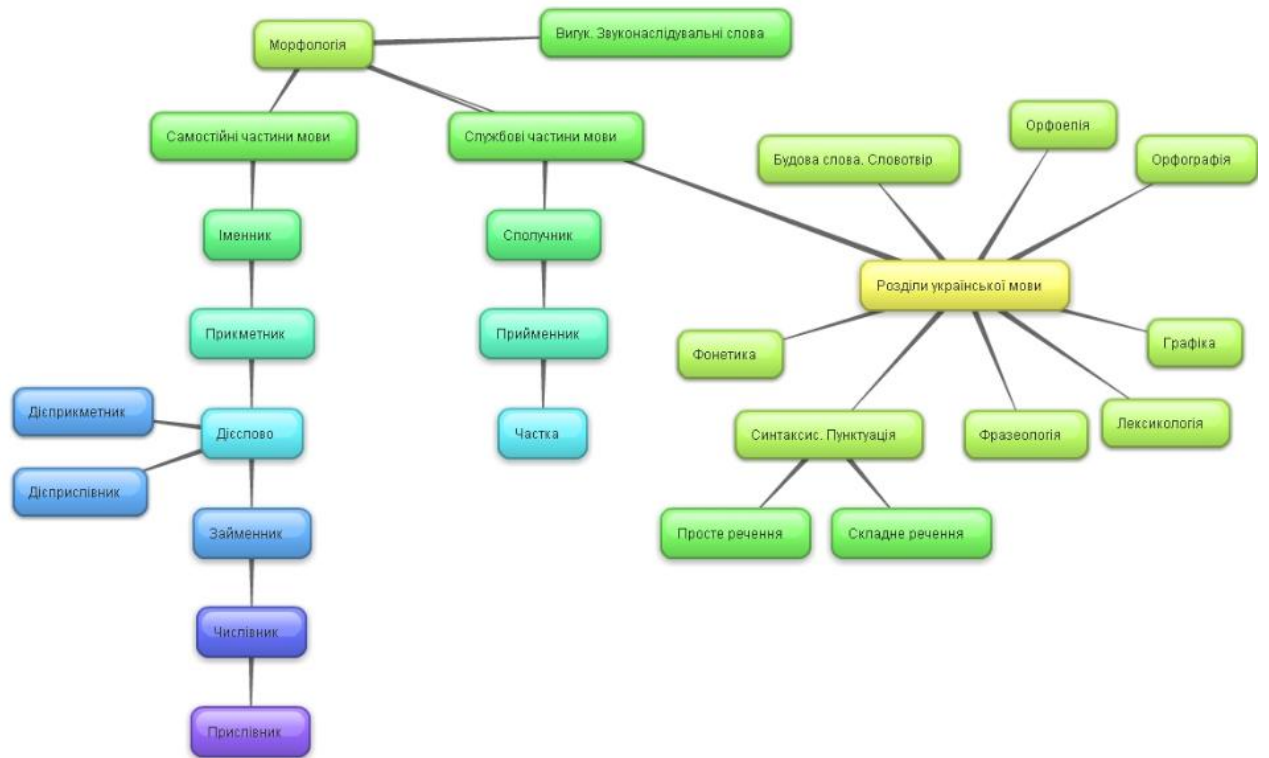 Морфологія
Вигук. Звуконаслідувальні слова
Самостійні частини мови
Службові частини мови
Будова слова. Словотвір
Орфоепія
Орфографія
Іменник
Сполучник
Розділи української мови
Прикметник
Прийменник
Фонетика
Графіка
Дієприкметник
Дієслово
Частка
Синтаксис. Пунктуація
Фразеологія
Лексикологія
Дієприслівник
Займенник
Просте речення
Складне речення
Числівник
Прислівник